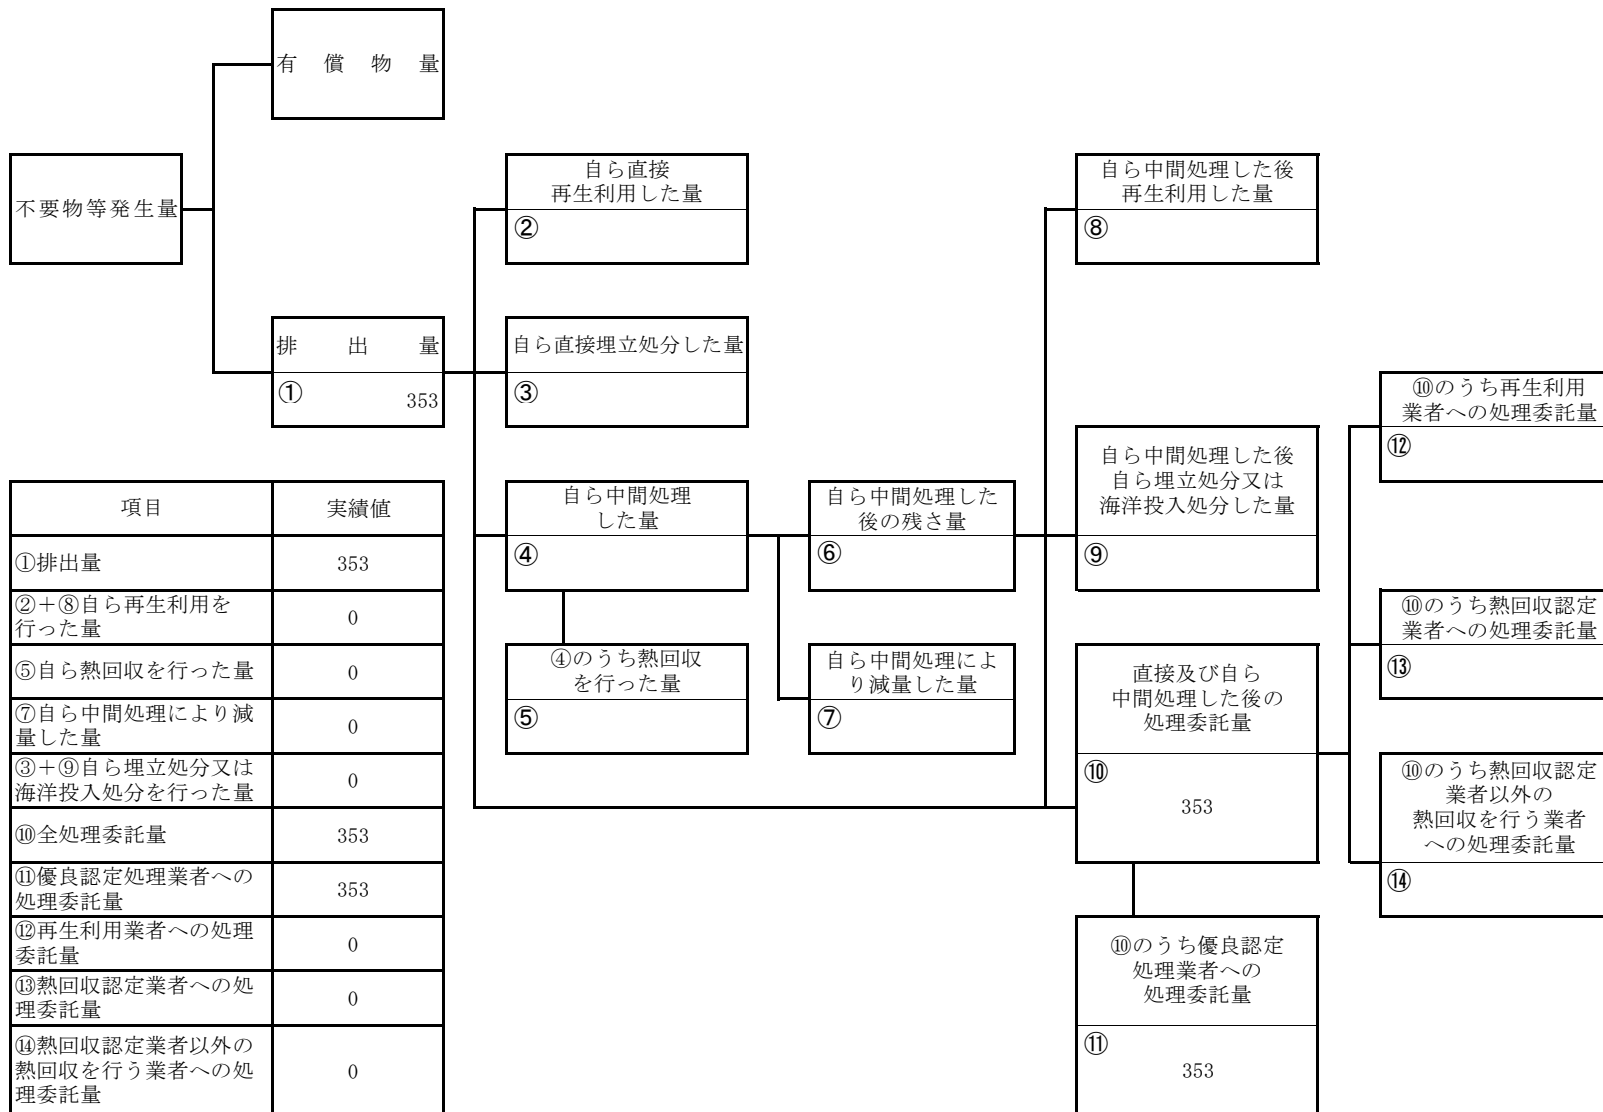 有償物量
不要物等発生量
自ら直接
再生利用した量
②
自ら中間処理した後
再生利用した量
⑧
排出量
①
353
自ら直接埋立処分した量
③
⑩のうち再生利用
業者への処理委託量
⑫
自ら中間処理した後
自ら埋立処分又は
海洋投入処分した量
⑨
自ら中間処理
した量
④
自ら中間処理した
後の残さ量
⑥
⑩のうち熱回収認定
業者への処理委託量
⑬
④のうち熱回収
を行った量
⑤
自ら中間処理によ
り減量した量
⑦
直接及び自ら
中間処理した後の
処理委託量
⑩
353
⑩のうち熱回収認定
業者以外の
熱回収を行う業者
への処理委託量
⑭
⑩のうち優良認定
処理業者への
処理委託量
⑪
353
項目 実績値
①排出量 353
②＋⑧自ら再生利用を
行った量 0
⑤自ら熱回収を行った量 0
⑦自ら中間処理により減
量した量 0
③＋⑨自ら埋立処分又は
海洋投入処分を行った量 0
⑩全処理委託量 353
⑪優良認定処理業者への
処理委託量 353
⑫再生利用業者への処理
委託量 0
⑬熱回収認定業者への処
理委託量 0
⑭熱回収認定業者以外の
熱回収を行う業者への処
理委託量 0